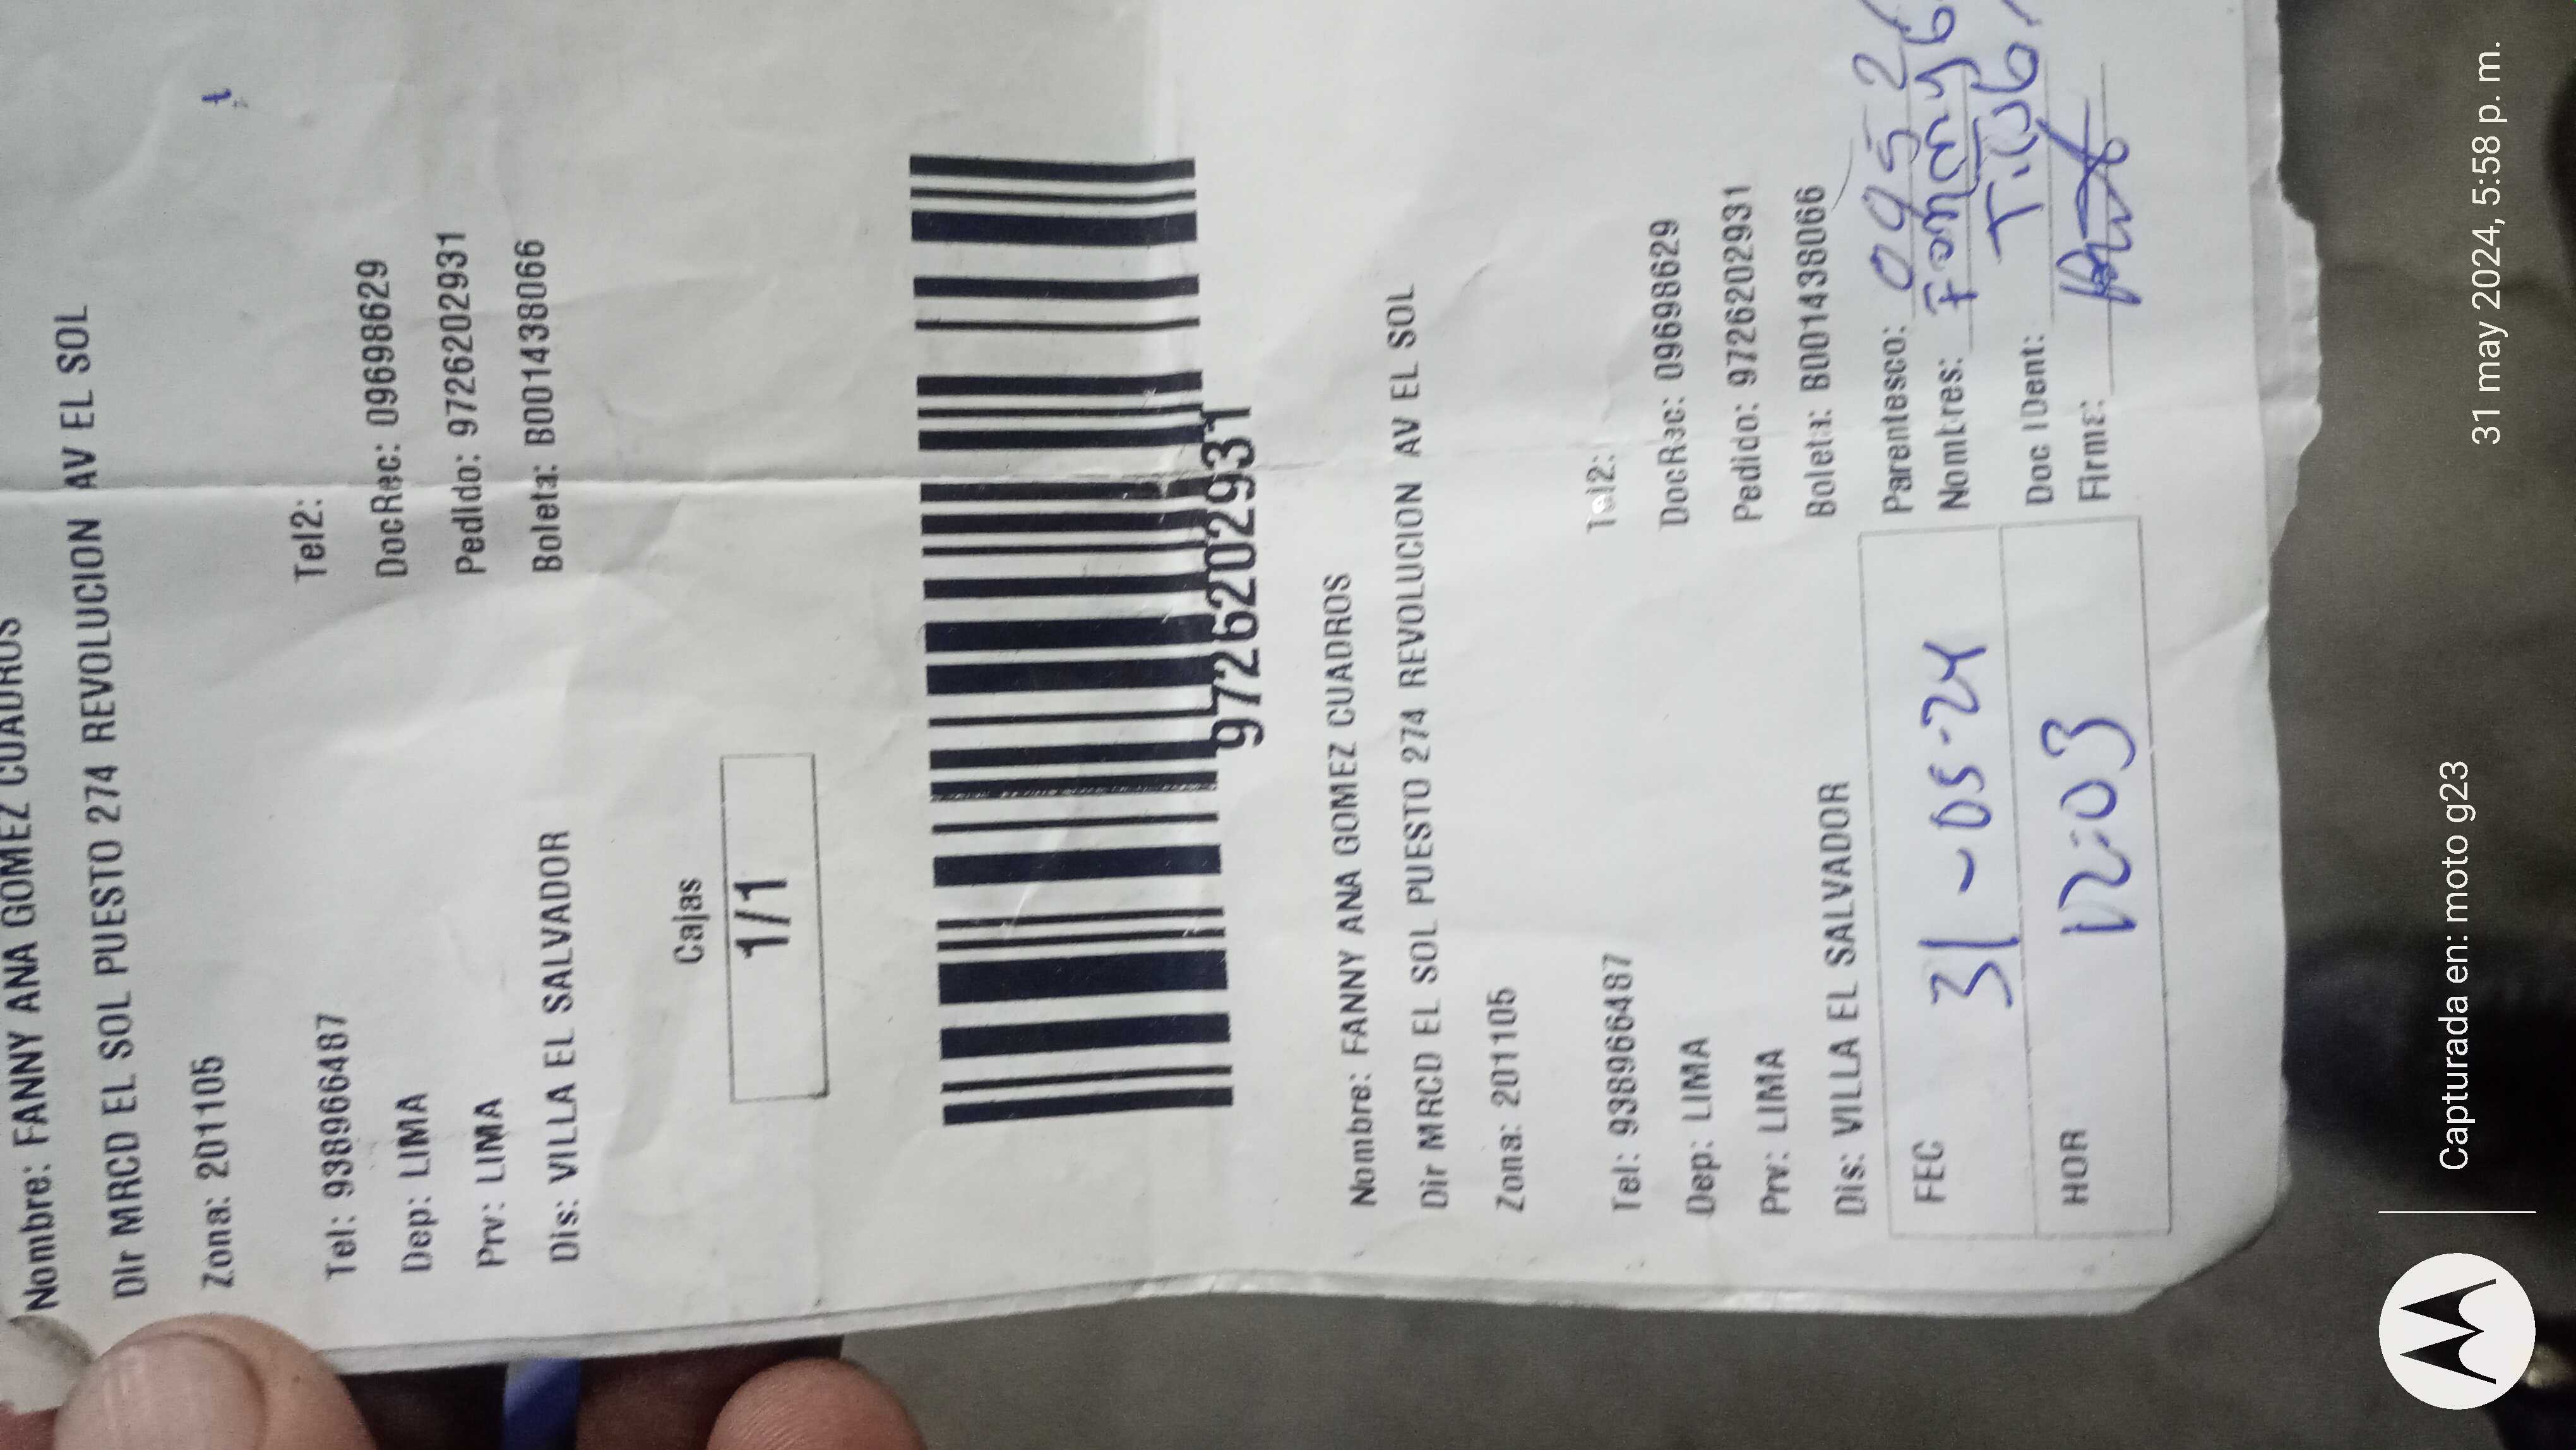 Nombre: FANNY ANA GOMEZ CUADROS
Dir MRCD EL SOL PUESTO 274 REVOLUCION AV EL SOL
Zona: 201105
Tel: 938966487 Tel2:
Dep: LIMA DocRec: 09698629
Prv: LIMA Pedido: 9726202931
Dis: VILLA EL SALVADOR Boleta: B001438066
Cajas
1/1
9726202931
Nombre: FANNY ANA GOMEZ CUADROS
Dir MRCD EL SOL PUESTO 274 REVOLUCION AV EL SOL
Zona: 201105
Tel: 938966487 Tel2:
Dep: LIMA DocRec: 09698629
Prv: LIMA Pedido: 9726202931
Dis: VILLA EL SALVADOR Boleta: B001438066
FEC 31-05-24
HOR 12:03
Parentesco: 0952
Nombres:
Doc IDent:
Firma:
Capturada en: moto g23
31 may 2024, 5:58 p. m.